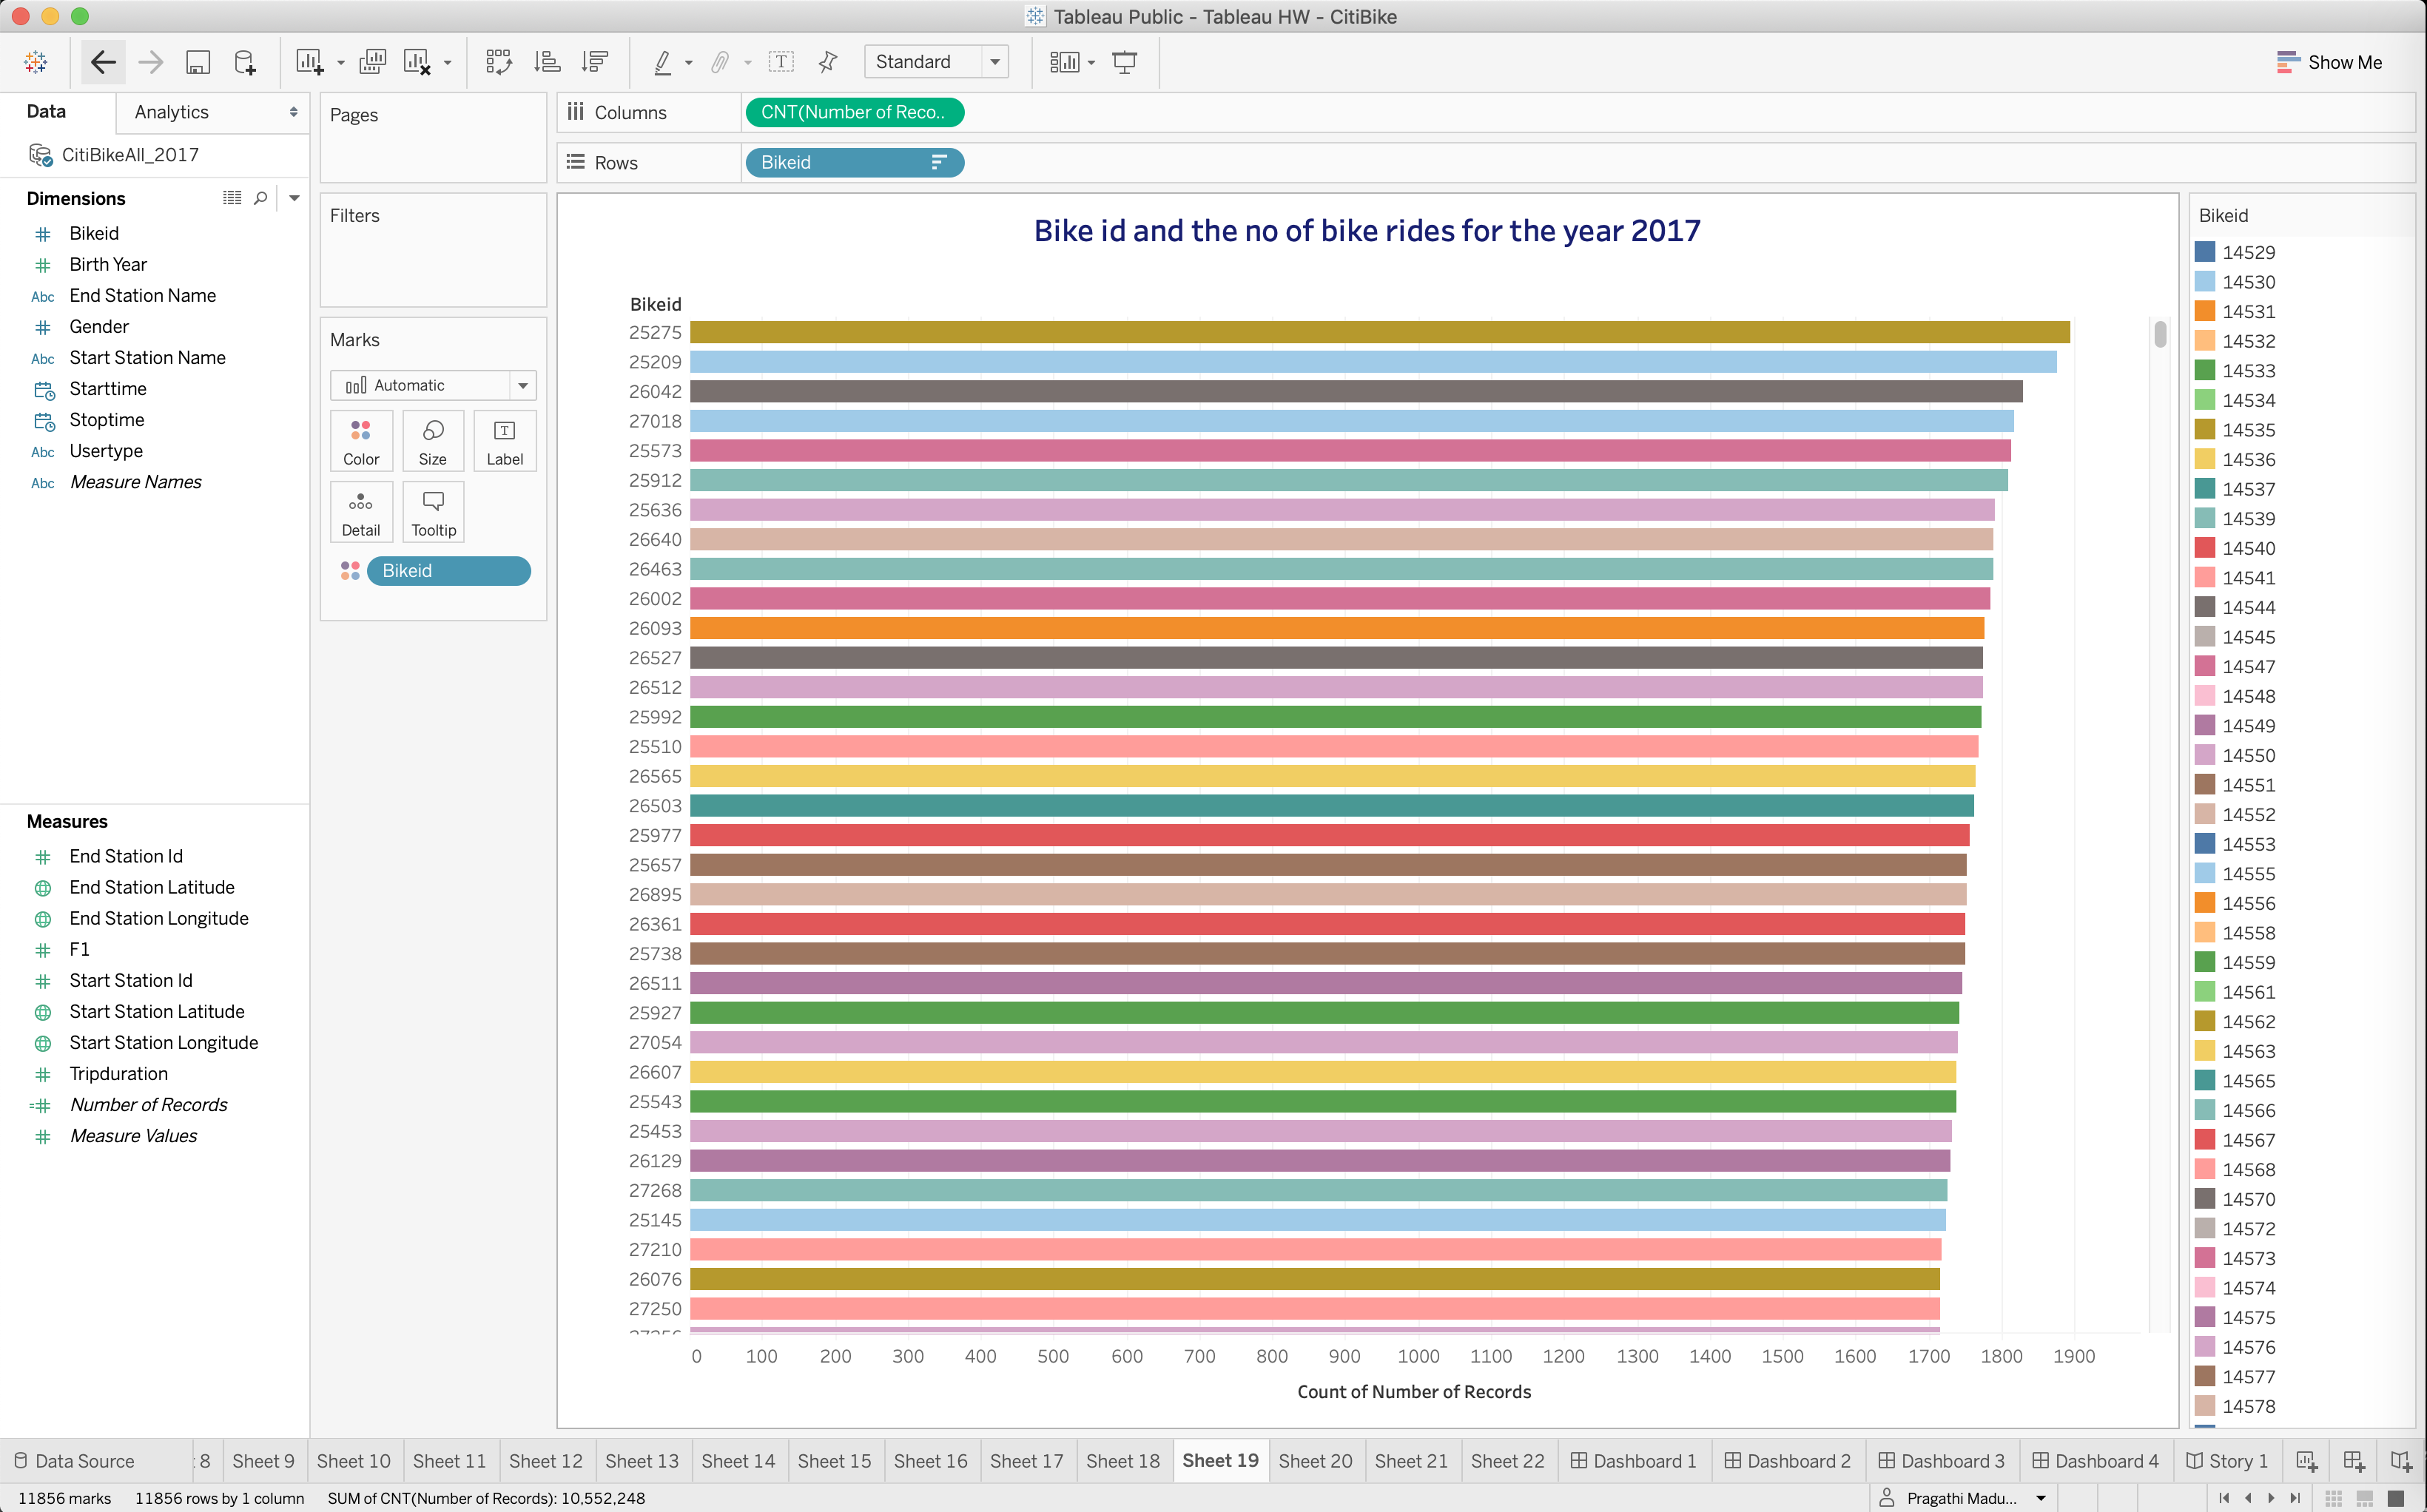 Tableau Public - Tableau HW - CitiBike
Standard
Show Me
Data
Analytics
CitiBikeAll_2017
Dimensions
Bikeid
Birth Year
Abc End Station Name
Gender
Abc Start Station Name
Starttime
Stoptime
Abc Usertype
Abc Measure Names
Measures
End Station Id
End Station Latitude
End Station Longitude
F1
Start Station Id
Start Station Latitude
Start Station Longitude
Tripduration
Number of Records
Measure Values
Pages
Filters
Marks
Automatic
Color Size Label
Detail Tooltip
Bikeid
Columns CNT(Number of Reco..
Rows Bikeid
Bike id and the no of bike rides for the year 2017
Bikeid
25275
25209
26042
27018
25573
25912
25636
26640
26463
26002
26093
26527
26512
25992
25510
26565
26503
25977
25657
26895
26361
25738
26511
25927
27054
26607
25543
25453
26129
27268
25145
27210
26076
27250
0 100 200 300 400 500 600 700 800 900 1000 1100 1200 1300 1400 1500 1600 1700 1800 1900
Count of Number of Records
Bikeid
14529
14530
14531
14532
14533
14534
14535
14536
14537
14539
14540
14541
14544
14545
14547
14548
14549
14550
14551
14552
14553
14555
14556
14558
14559
14561
14562
14563
14565
14566
14567
14568
14570
14572
14573
14574
14575
14576
14577
14578
Data Source 8 Sheet 9 Sheet 10 Sheet 11 Sheet 12 Sheet 13 Sheet 14 Sheet 15 Sheet 16 Sheet 17 Sheet 18 Sheet 19 Sheet 20 Sheet 21 Sheet 22 Dashboard 1 Dashboard 2 Dashboard 3 Dashboard 4 Story 1
11856 marks 11856 rows by 1 column SUM of CNT(Number of Records): 10,552,248 Pragathi Madu...